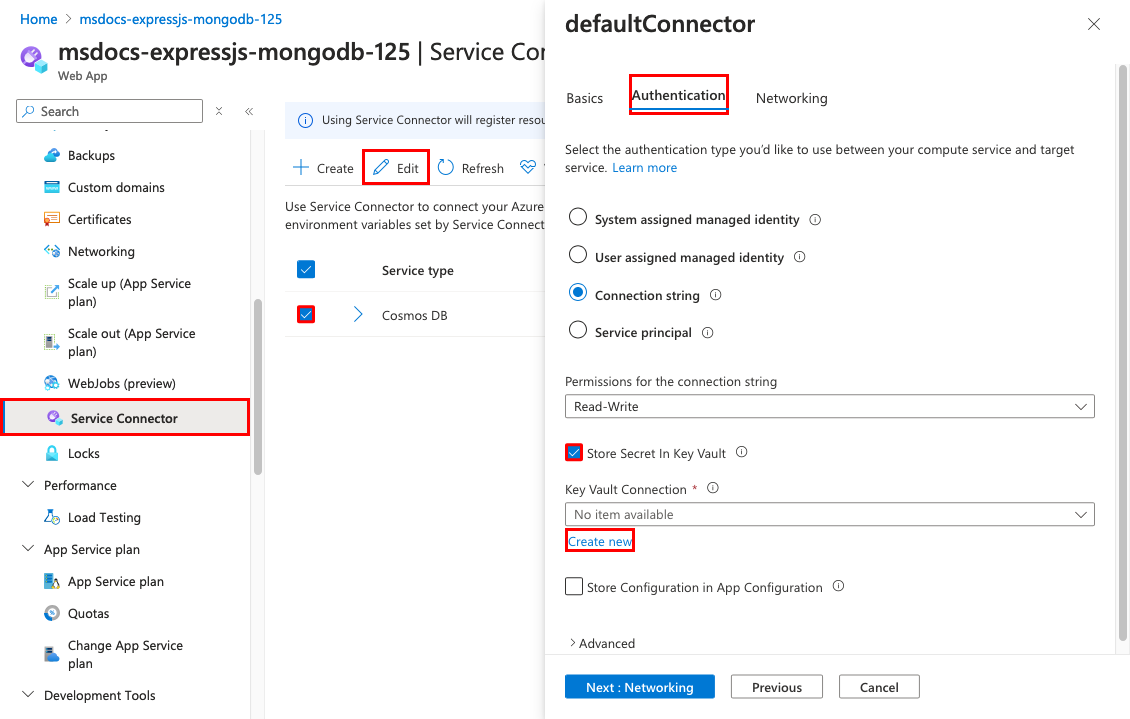 Home > msdocs-expressjs-mongodb-125
msdocs-expressjs-mongodb-125 | Service Con
Web App
Search
Backups
Custom domains
Certificates
Networking
Scale up (App Service
plan)
Scale out (App Service
plan)
WebJobs (preview)
Service Connector
Locks
Performance
Load Testing
App Service plan
App Service plan
Quotas
Change App Service
plan
Development Tools
Using Service Connector will register resou
Create
Edit
Refresh
Use Service Connector to connect your Azure
environment variables set by Service Connect
Service type
Cosmos DB
defaultConnector
Basics
Authentication
Networking
Select the authentication type you’d like to use between your compute service and target
service. Learn more
System assigned managed identity
User assigned managed identity
Connection string
Service principal
Permissions for the connection string
Read-Write
Store Secret In Key Vault
Key Vault Connection *
No item available
Create new
Store Configuration in App Configuration
Advanced
Next : Networking
Previous
Cancel